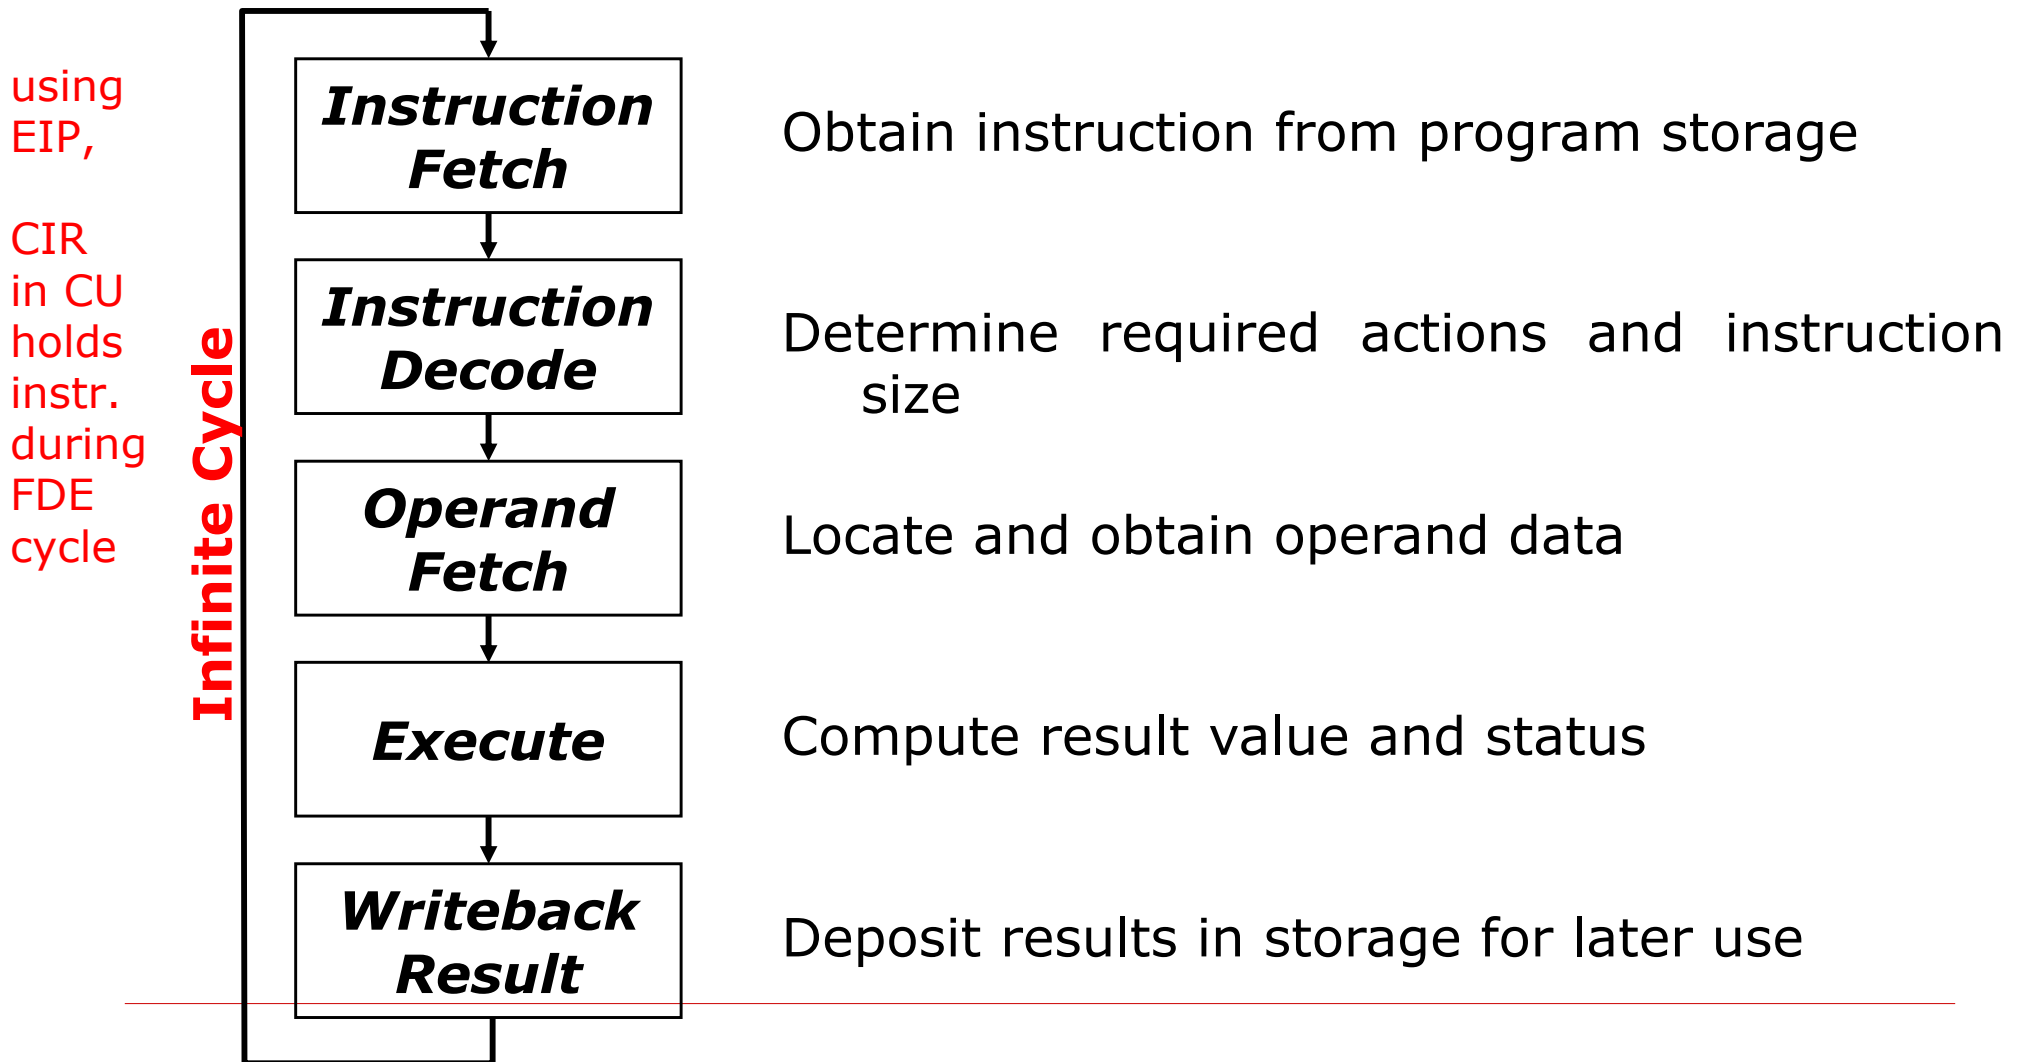 using
EIP,
CIR
in CU
holds
instr.
during
FDE
cycle
Infinite Cycle
Instruction
Fetch
Obtain instruction from program storage
Instruction
Decode
Determine required actions and instruction
size
Operand
Fetch
Locate and obtain operand data
Execute
Compute result value and status
Writeback
Result
Deposit results in storage for later use